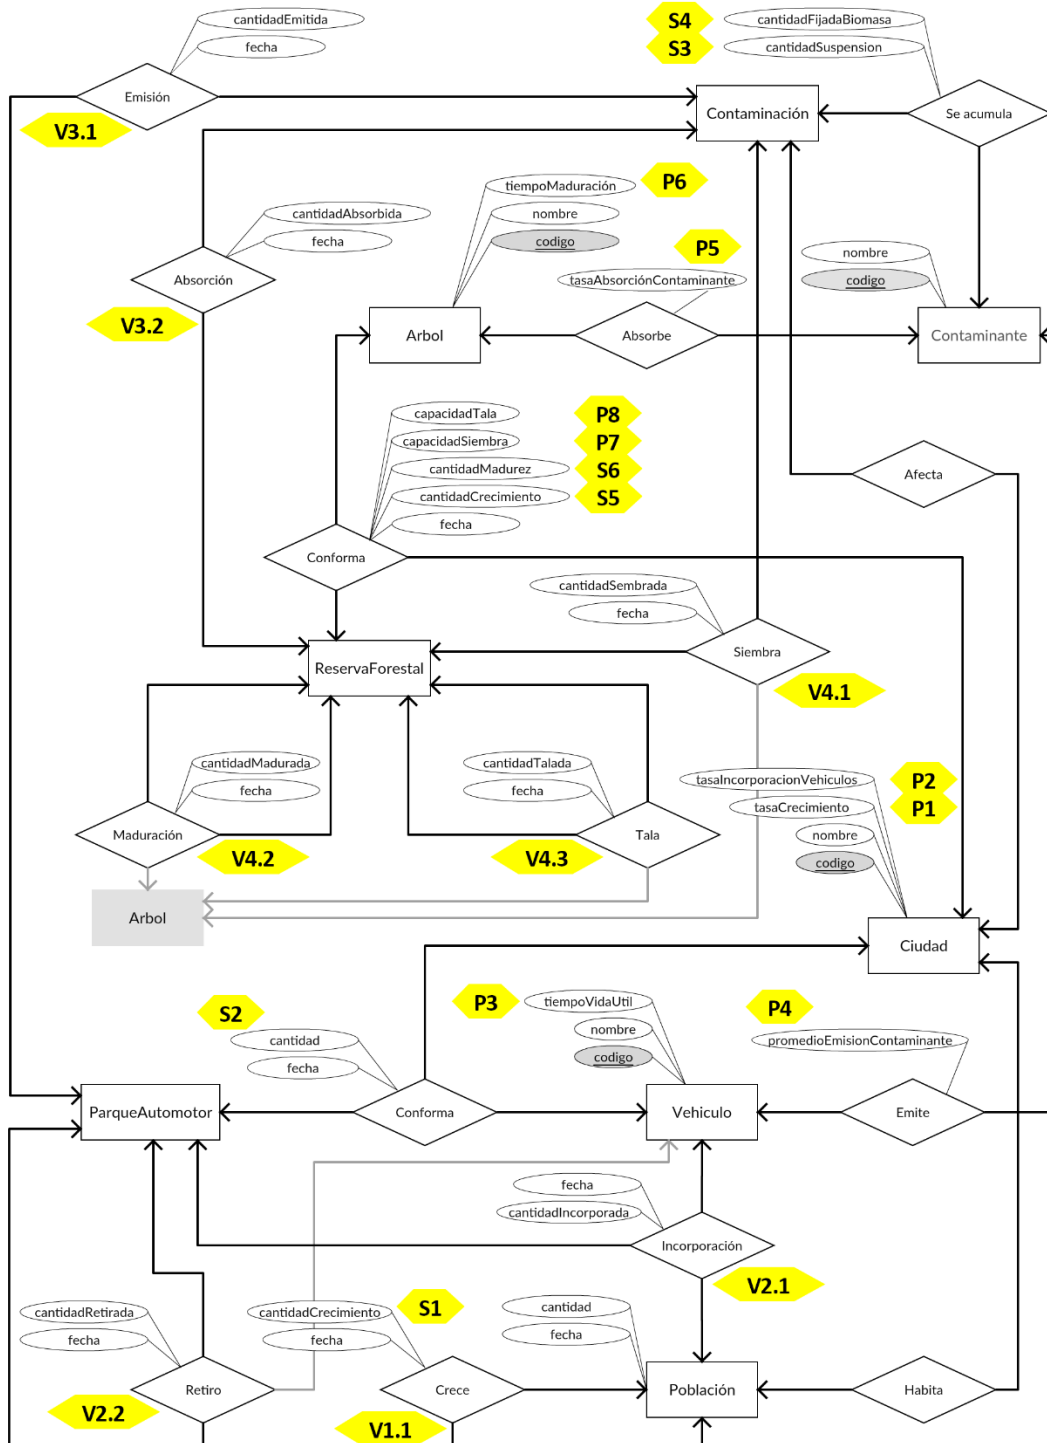 cantidadEmitida
fecha
Emisión
V3.1
S4
cantidadFijadaBiomasa
S3
cantidadSuspension
Contaminación
Se acumula
tiempoMaduración
P6
nombre
codigo
cantidadAbsorbida
fecha
Absorción
V3.2
P5
tasaAbsorciónContaminante
nombre
codigo
Arbol
Absorbe
Contaminante
capacidadTala
P8
capacidadSiembra
P7
cantidadMadurez
S6
cantidadCrecimiento
S5
fecha
Conforma
Afecta
cantidadSembrada
fecha
Siembra
V4.1
ReservaForestal
cantidadMadurada
fecha
Maduración
V4.2
cantidadTalada
fecha
Tala
V4.3
tasaIncorporacionVehiculos
P2
tasaCrecimiento
P1
nombre
codigo
Arbol
Ciudad
S2
cantidad
fecha
P3
tiempoVidaUtil
nombre
codigo
P4
promedioEmisionContaminante
ParqueAutomotor
Conforma
Vehiculo
Emite
fecha
cantidadIncorporada
Incorporación
V2.1
cantidadRetirada
fecha
Retiro
V2.2
cantidadCrecimiento
S1
fecha
Crece
V1.1
cantidad
fecha
Población
Habita